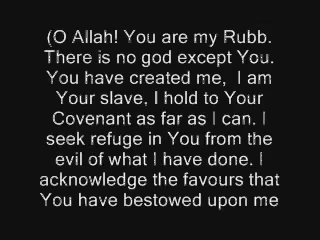 (O Allah! You are my Rubb.
There is no god except You.
You have created me,  I am
Your slave, I hold to Your
Covenant as far as I can. I
seek refuge in You from the
evil of what I have done. I
acknowledge the favours that
You have bestowed upon me